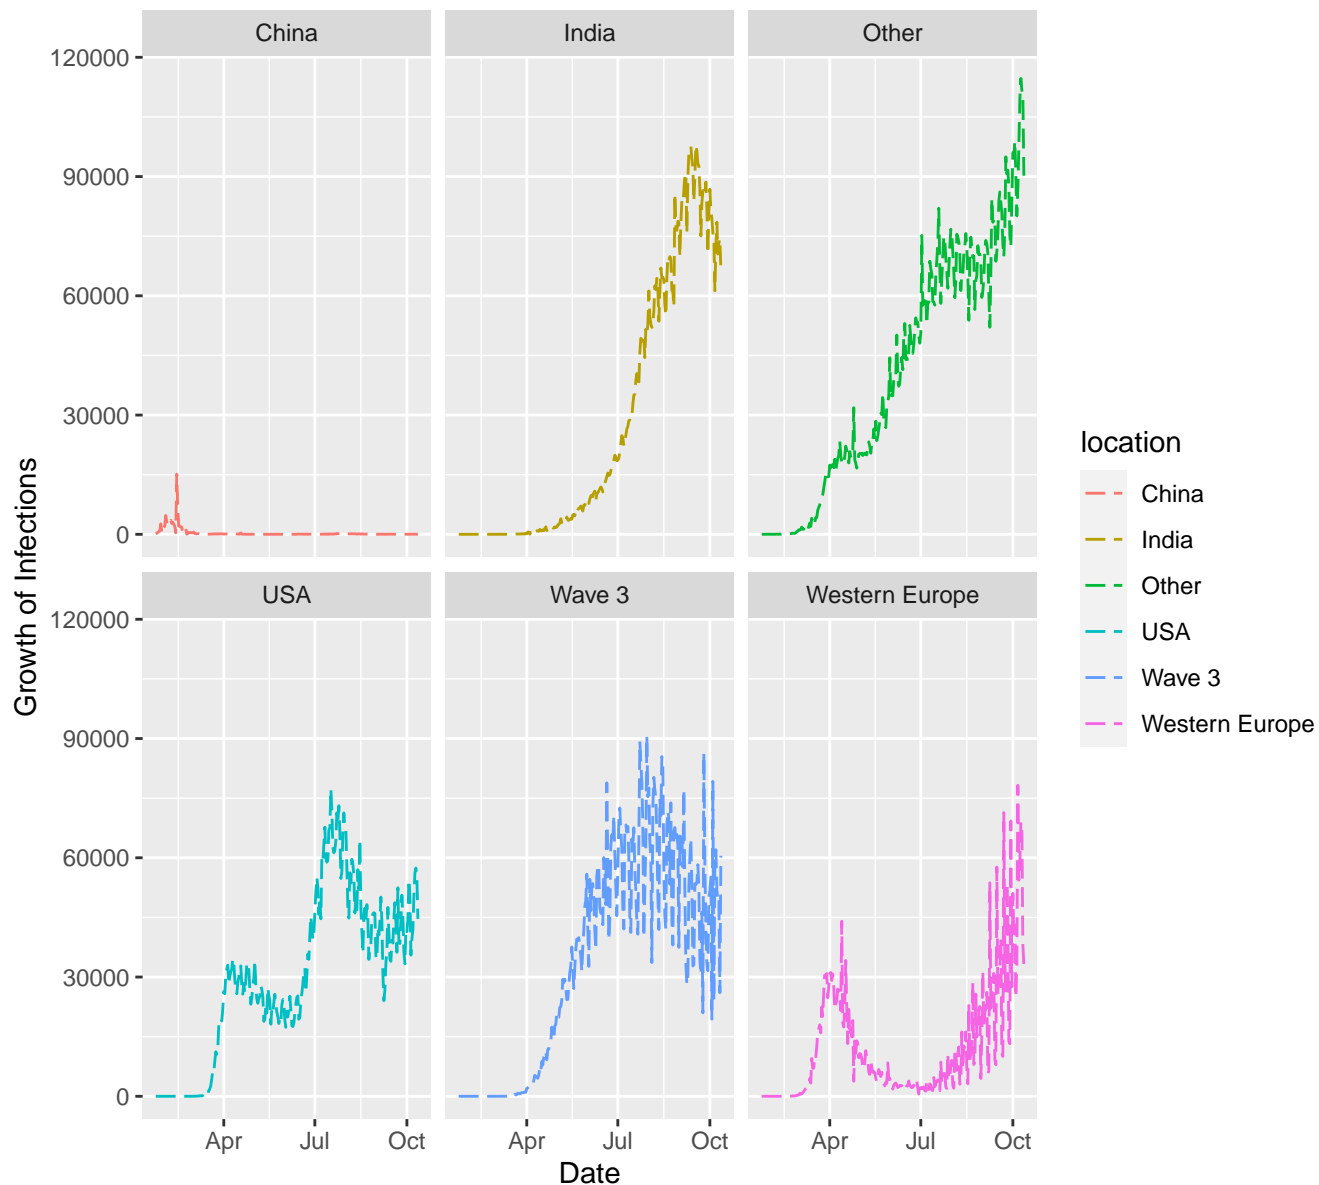 China
India
Other
120000
90000
60000
30000
0
USA
Wave 3
Western Europe
120000
90000
60000
30000
0
Apr
Jul
Oct
Apr
Jul
Oct
Apr
Jul
Oct
Date
Growth of Infections
location
China
India
Other
USA
Wave 3
Western Europe